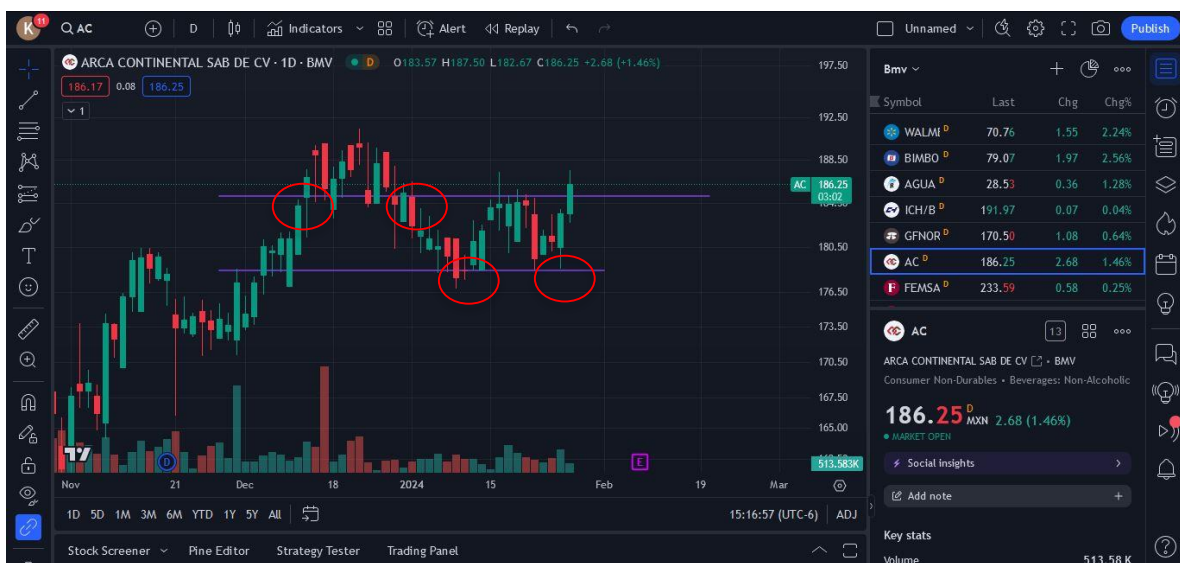 K 11 AC D Indicators Alert Replay Unnamed Publish
ARCA CONTINENTAL SAB DE CV · 1D · BMV D O183.57 H187.50 L182.67 C186.25 +2.68 (+1.46%)
186.17 0.08 186.25
1
197.50
192.50
188.50
AC 186.25
03:02
184.50
180.50
176.50
173.50
170.50
167.50
165.00
513.583K
D
E
Nov 21 Dec 18 2024 15 Feb 19 Mar
1D 5D 1M 3M 6M YTD 1Y 5Y All 15:16:57 (UTC-6) ADJ
Stock Screener Pine Editor Strategy Tester Trading Panel
Bmv
Symbol Last Chg Chg%
WALME D 70.76 1.55 2.24%
BIMBO D 79.07 1.97 2.56%
AGUA D 28.53 0.36 1.28%
ICH/B D 191.97 0.07 0.04%
GFNOR D 170.50 1.08 0.64%
AC D 186.25 2.68 1.46%
FEMSA D 233.59 0.58 0.25%
AC 13
ARCA CONTINENTAL SAB DE CV • BMV
Consumer Non-Durables • Beverages: Non-Alcoholic
186.25 D MXN 2.68 (1.46%)
MARKET OPEN
Social insights
Add note
Key stats
Volume 513.58 K